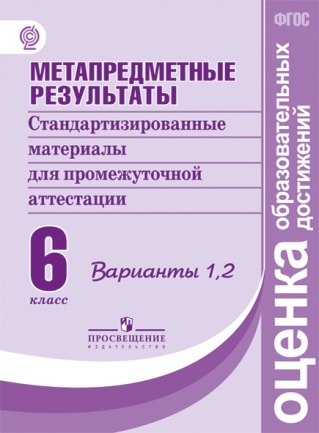 ФГОС
МЕТАПРЕДМЕТНЫЕ
РЕЗУЛЬТАТЫ
Стандартизированные
материалы
для промежуточной
аттестации
6
класс
Варианты 1,2
ПРОСВЕЩЕНИЕ
ИЗДАТЕЛЬСТВО
оценка
образовательных
достижений